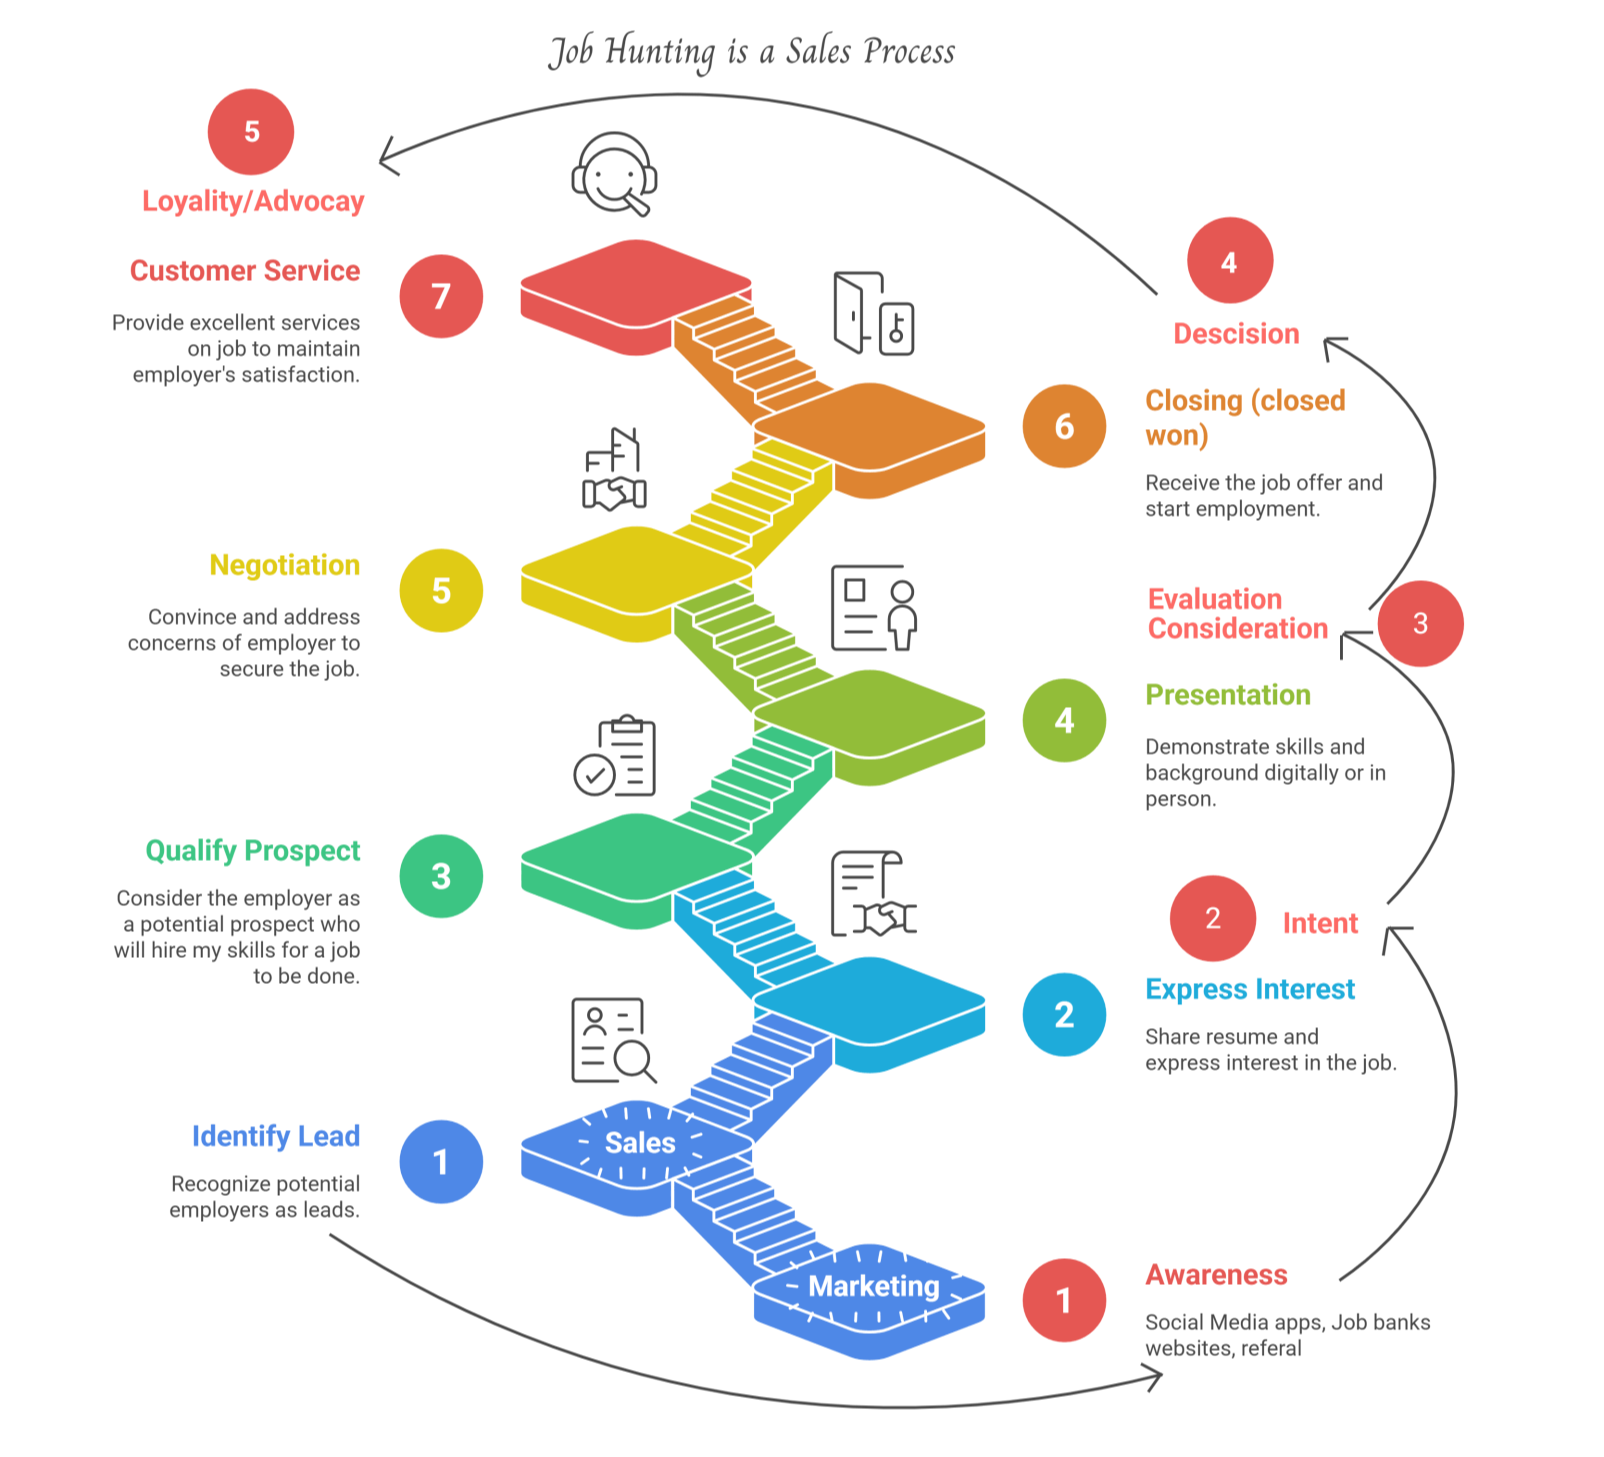 Job Hunting is a Sales Process
5
Loyality/Advocay
Customer Service
7
Provide excellent services
on job to maintain
employer's satisfaction.
4
Descision
6
Closing (closed
won)
Receive the job offer and
start employment.
Negotiation
5
Convince and address
concerns of employer to
secure the job.
Evaluation
Consideration
3
4
Presentation
Demonstrate skills and
background digitally or in
person.
Qualify Prospect
3
Consider the employer as
a potential prospect who
will hire my skills for a job
to be done.
2
Intent
2
Express Interest
Share resume and
express interest in the job.
Identify Lead
1
Recognize potential
employers as leads.
Sales
Marketing
1
Awareness
Social Media apps, Job banks
websites, referal